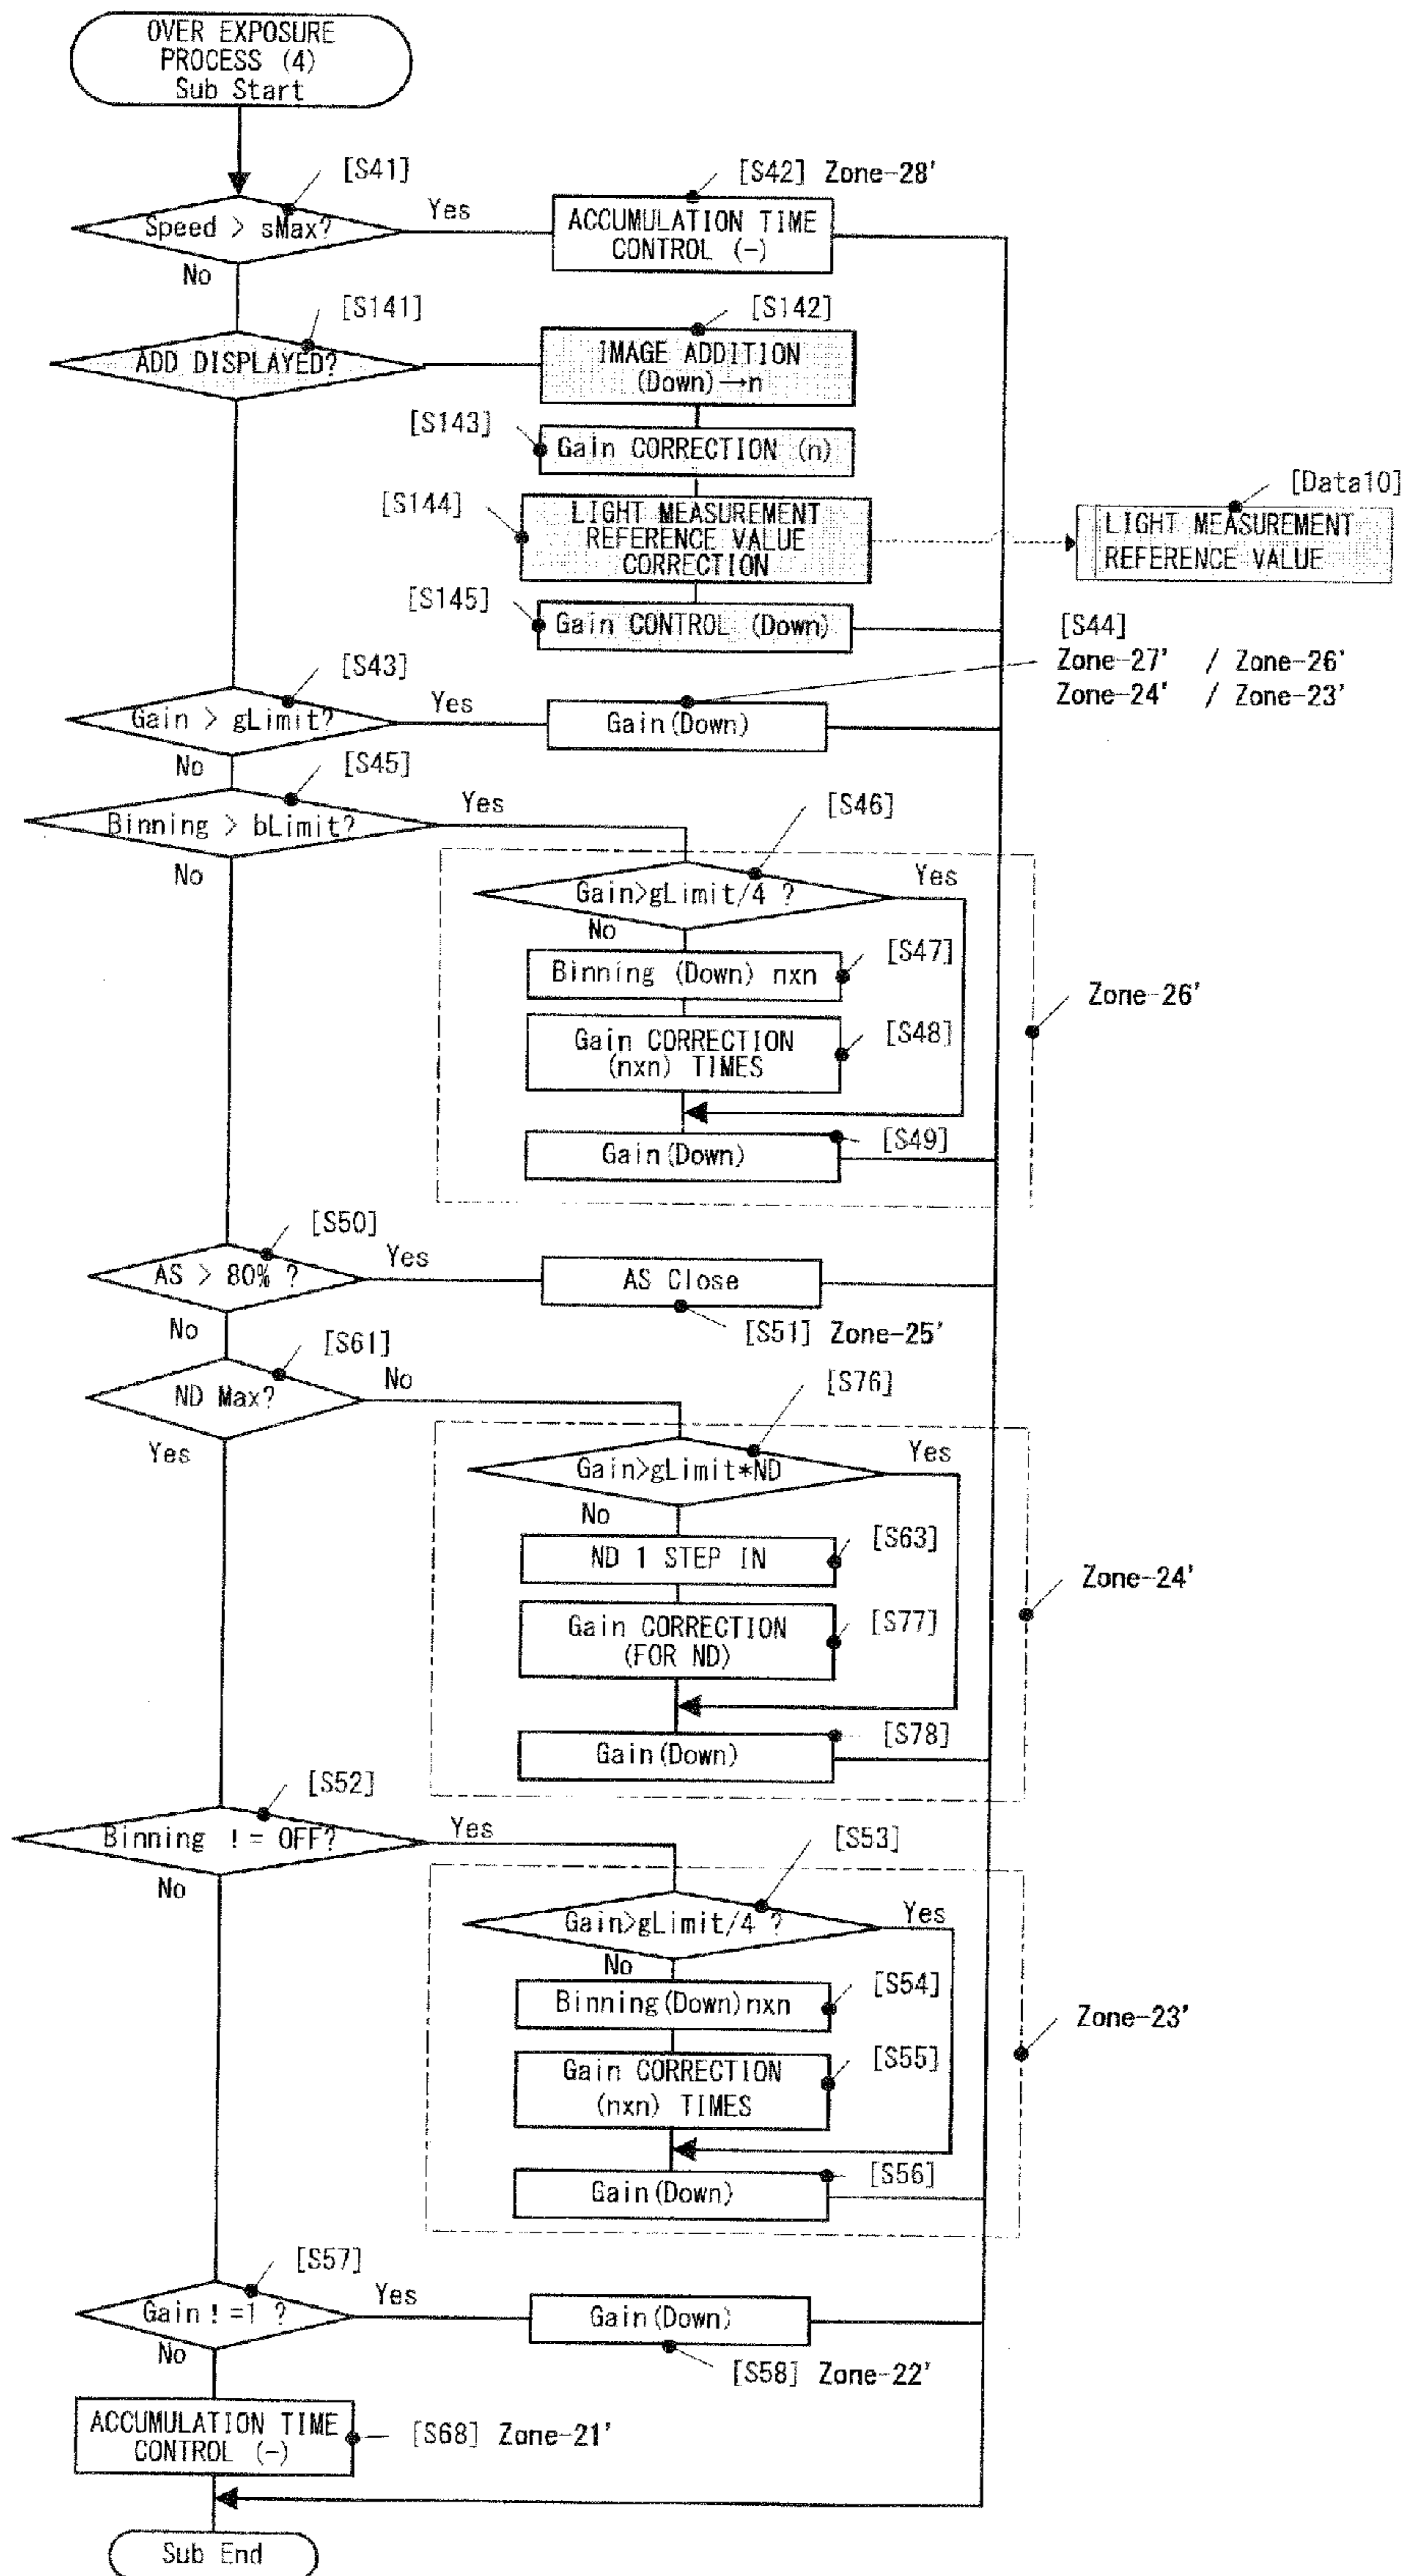 OVER EXPOSURE
PROCESS (4)
Sub Start
[S41]
Speed > sMax?
Yes
No
[S42] Zone-28'
ACCUMULATION TIME
CONTROL (-)
[S141]
ADD DISPLAYED?
[S142]
IMAGE ADDITION
(Down)→n
[S143]
Gain CORRECTION (n)
[S144]
LIGHT MEASUREMENT
REFERENCE VALUE
CORRECTION
[Data10]
LIGHT MEASUREMENT
REFERENCE VALUE
[S145]
Gain CONTROL (Down)
[S44]
Zone-27' / Zone-26'
Zone-24' / Zone-23'
[S43]
Gain > gLimit?
Yes
No
Gain(Down)
[S45]
Binning > bLimit?
Yes
No
[S46]
Gain>gLimit/4 ?
Yes
No
[S47]
Binning (Down) nxn
[S48]
Gain CORRECTION
(nxn) TIMES
Zone-26'
[S49]
Gain(Down)
[S50]
AS > 80% ?
Yes
No
AS Close
[S51] Zone-25'
[S61]
ND Max?
No
Yes
[S76]
Gain>gLimit*ND
Yes
No
[S63]
ND 1 STEP IN
[S77]
Gain CORRECTION
(FOR ND)
Zone-24'
[S78]
Gain(Down)
[S52]
Binning != OFF?
Yes
No
[S53]
Gain>gLimit/4 ?
Yes
No
[S54]
Binning(Down)nxn
[S55]
Gain CORRECTION
(nxn) TIMES
Zone-23'
[S56]
Gain(Down)
[S57]
Gain!=1 ?
Yes
No
Gain(Down)
[S58] Zone-22'
ACCUMULATION TIME
CONTROL (-)
[S68] Zone-21'
Sub End